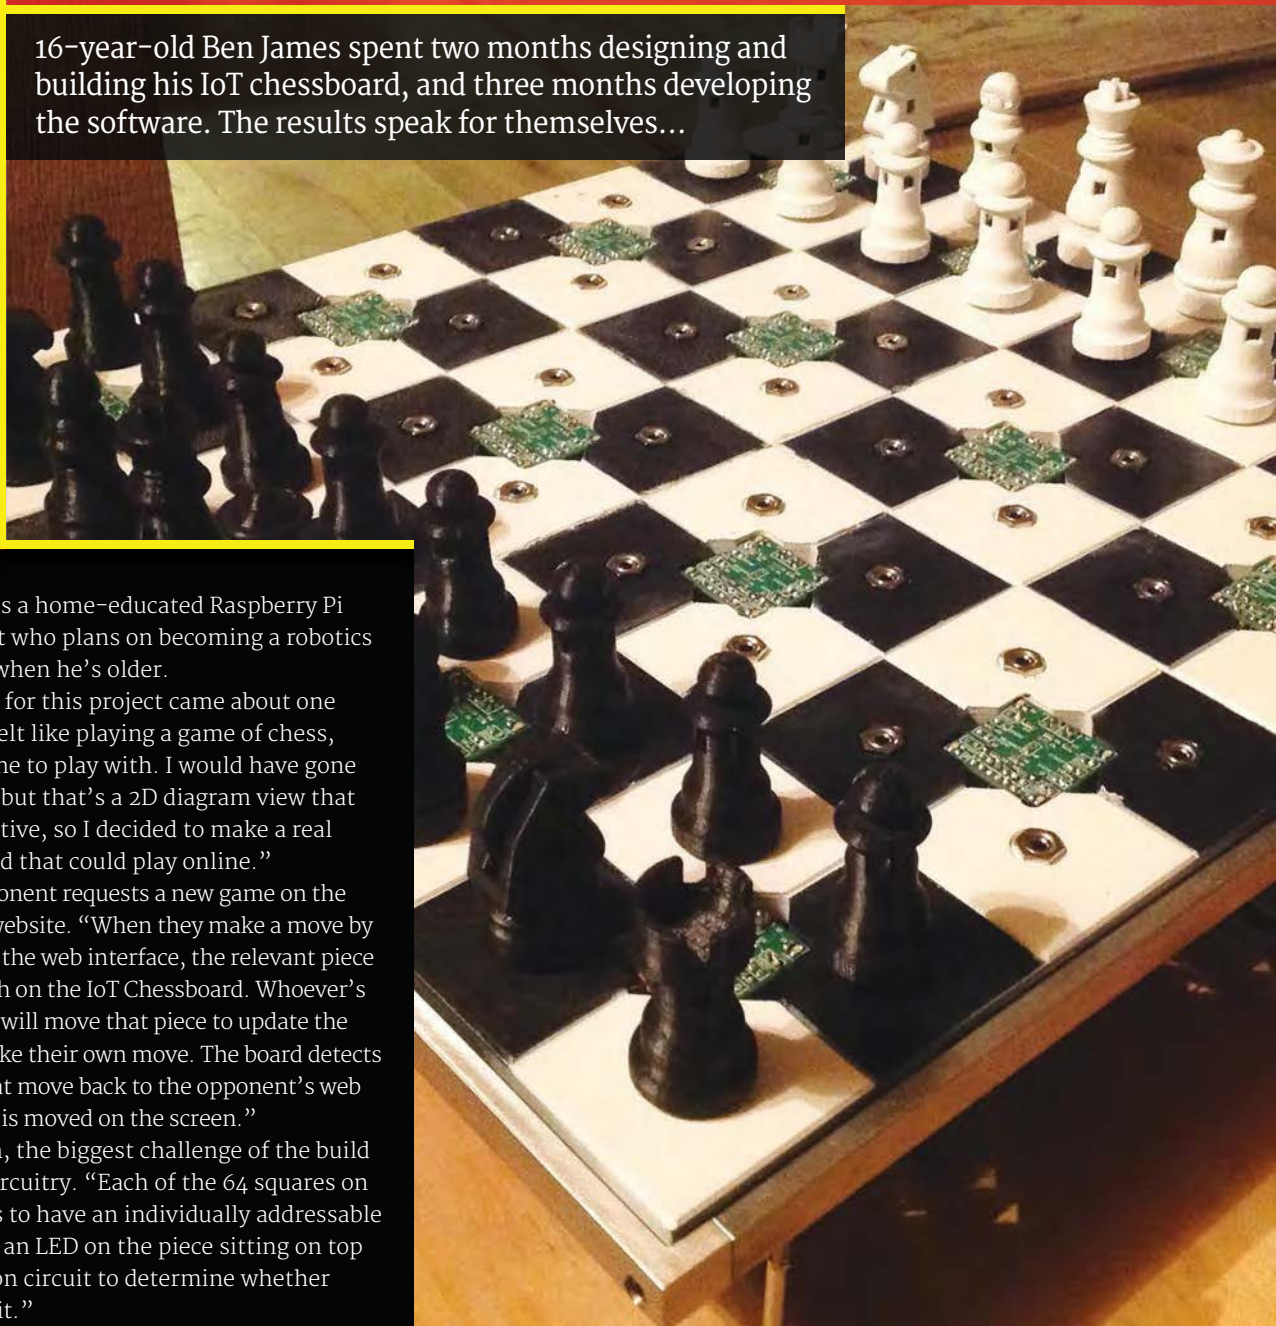 16-year-old Ben James spent two months designing and
building his IoT chessboard, and three months developing
the software. The results speak for themselves...
s a home-educated Raspberry Pi
t who plans on becoming a robotics
when he’s older.
for this project came about one
elt like playing a game of chess,
ne to play with. I would have gone
but that’s a 2D diagram view that
tive, so I decided to make a real
d that could play online.”
onent requests a new game on the
website. “When they make a move by
the web interface, the relevant piece
h on the IoT Chessboard. Whoever’s
will move that piece to update the
ke their own move. The board detects
at move back to the opponent’s web
is moved on the screen.”
n, the biggest challenge of the build
rcuitry. “Each of the 64 squares on
s to have an individually addressable
an LED on the piece sitting on top
on circuit to determine whether
it.”